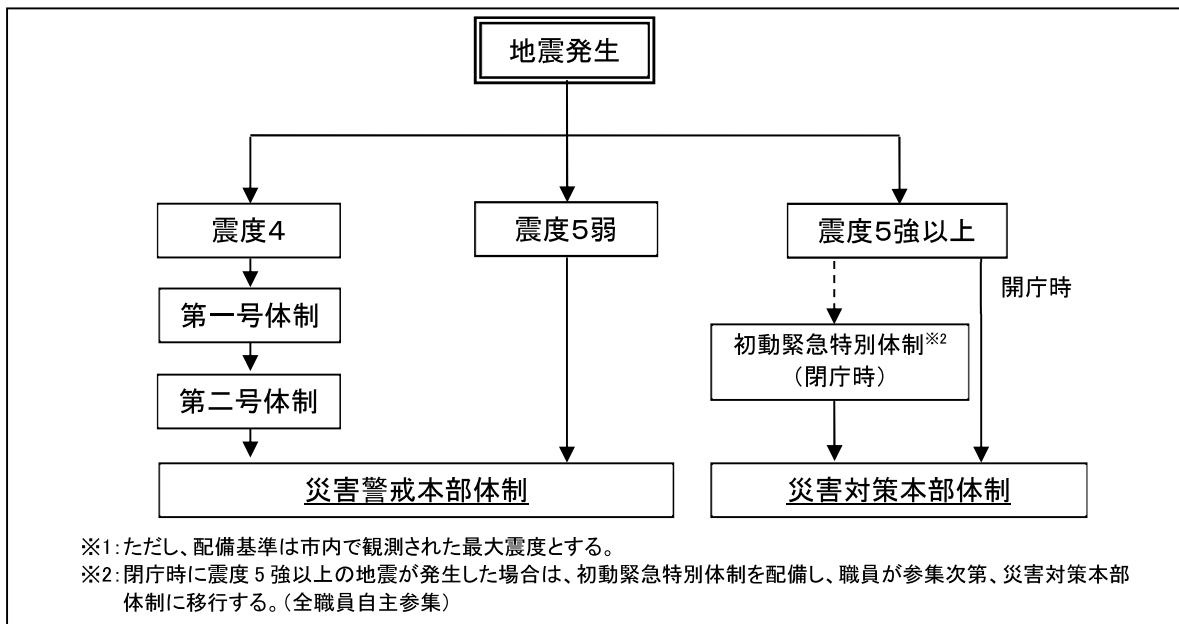 地震発生
震度4
震度5弱
震度5強以上
開庁時
第一号体制
初動緊急特別体制※2
（閉庁時）
第二号体制
災害警戒本部体制
災害対策本部体制
※1：ただし、配備基準は市内で観測された最大震度とする。
※2：閉庁時に震度 5 強以上の地震が発生した場合は、初動緊急特別体制を配備し、職員が参集次第、災害対策本部
体制に移行する。（全職員自主参集）